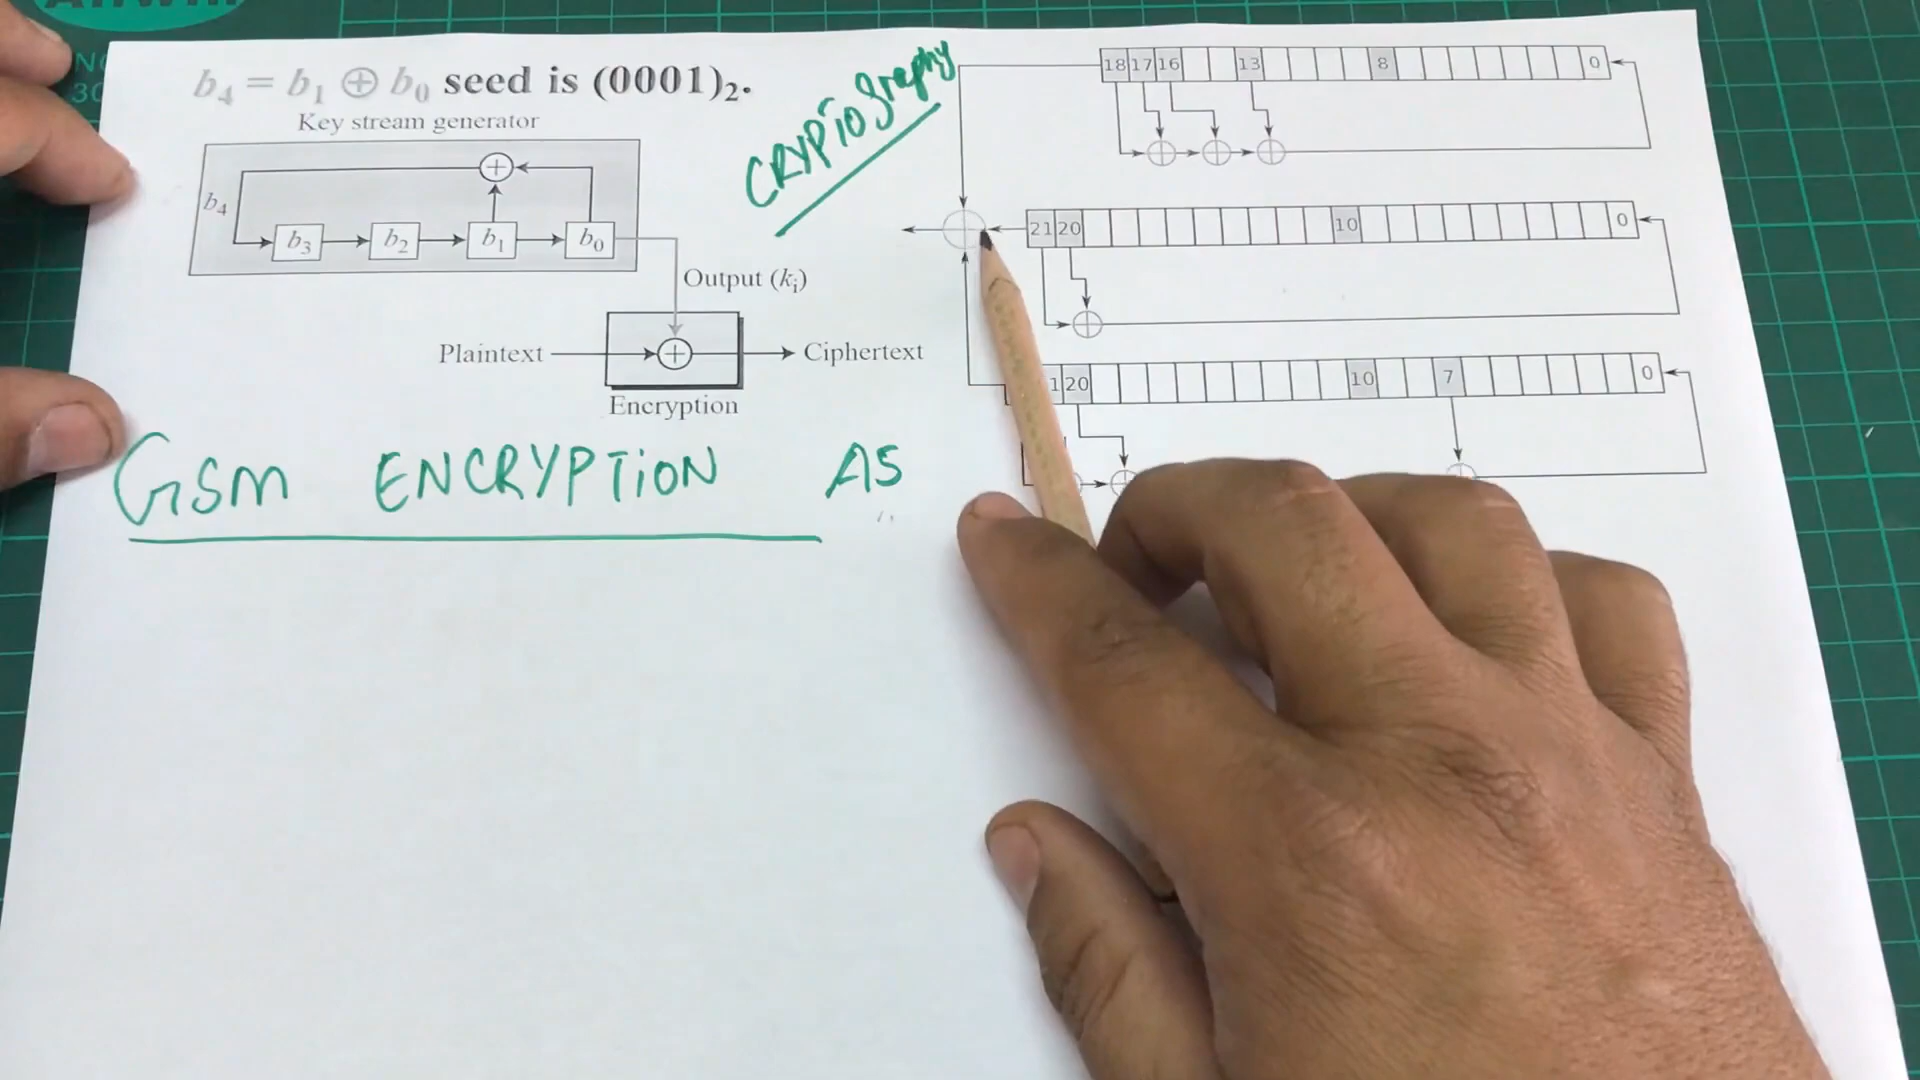 b₄ = b₁ ⊕ b₀ seed is (0001)₂.
Key stream generator
b₄
b₃ b₂ b₁ b₀
Output (kᵢ)
Plaintext
Ciphertext
Encryption
CRYPTOGraphy
GSM ENCRYPTION A5
18 17 16 13 8 0
21 20 10 0
1 20 10 7 0
30